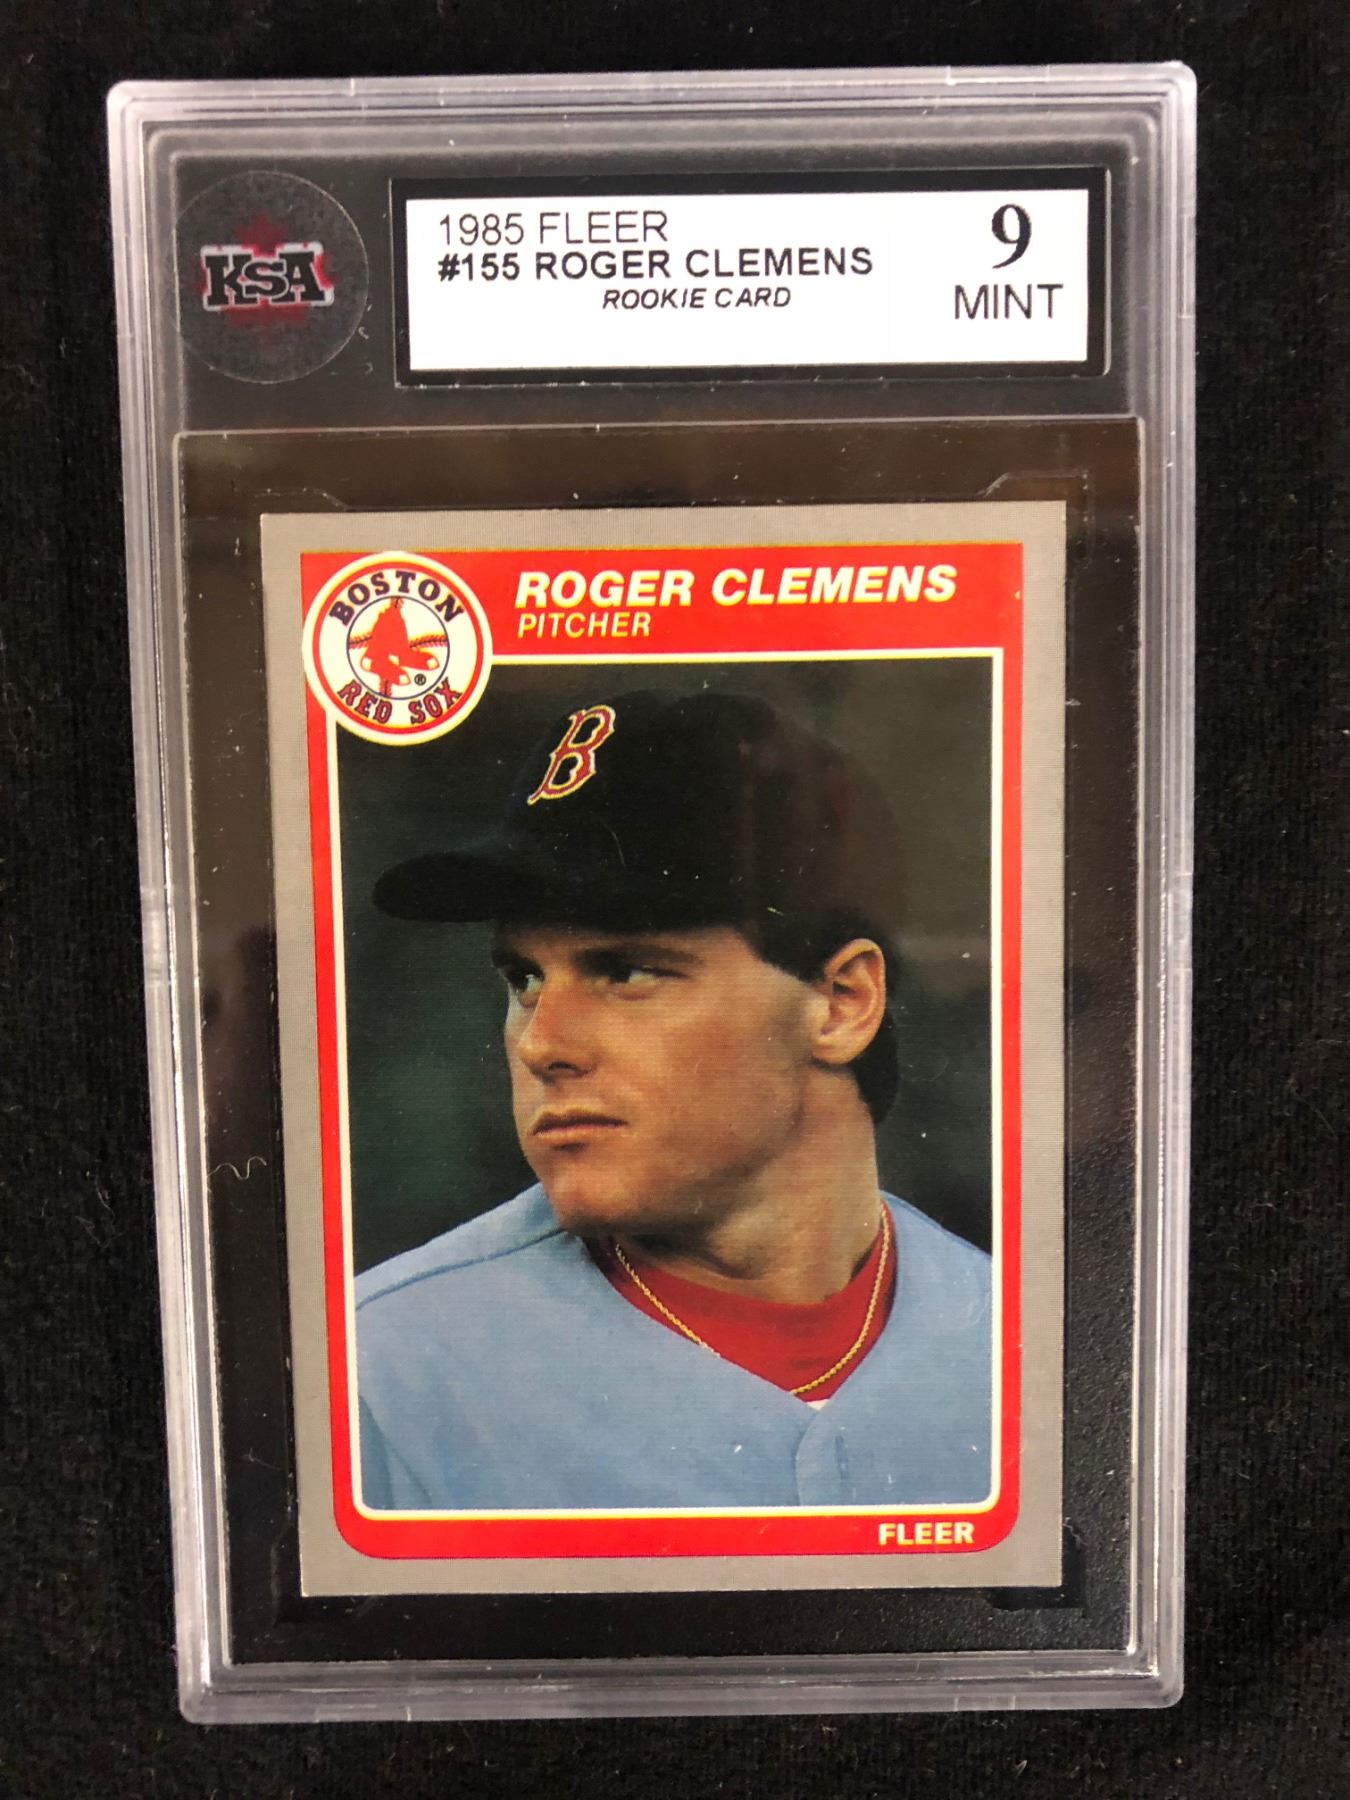 KSA
1985 FLEER
#155 ROGER CLEMENS
ROOKIE CARD
9
MINT
BOSTON
RED SOX
®
ROGER CLEMENS
PITCHER
B
FLEER